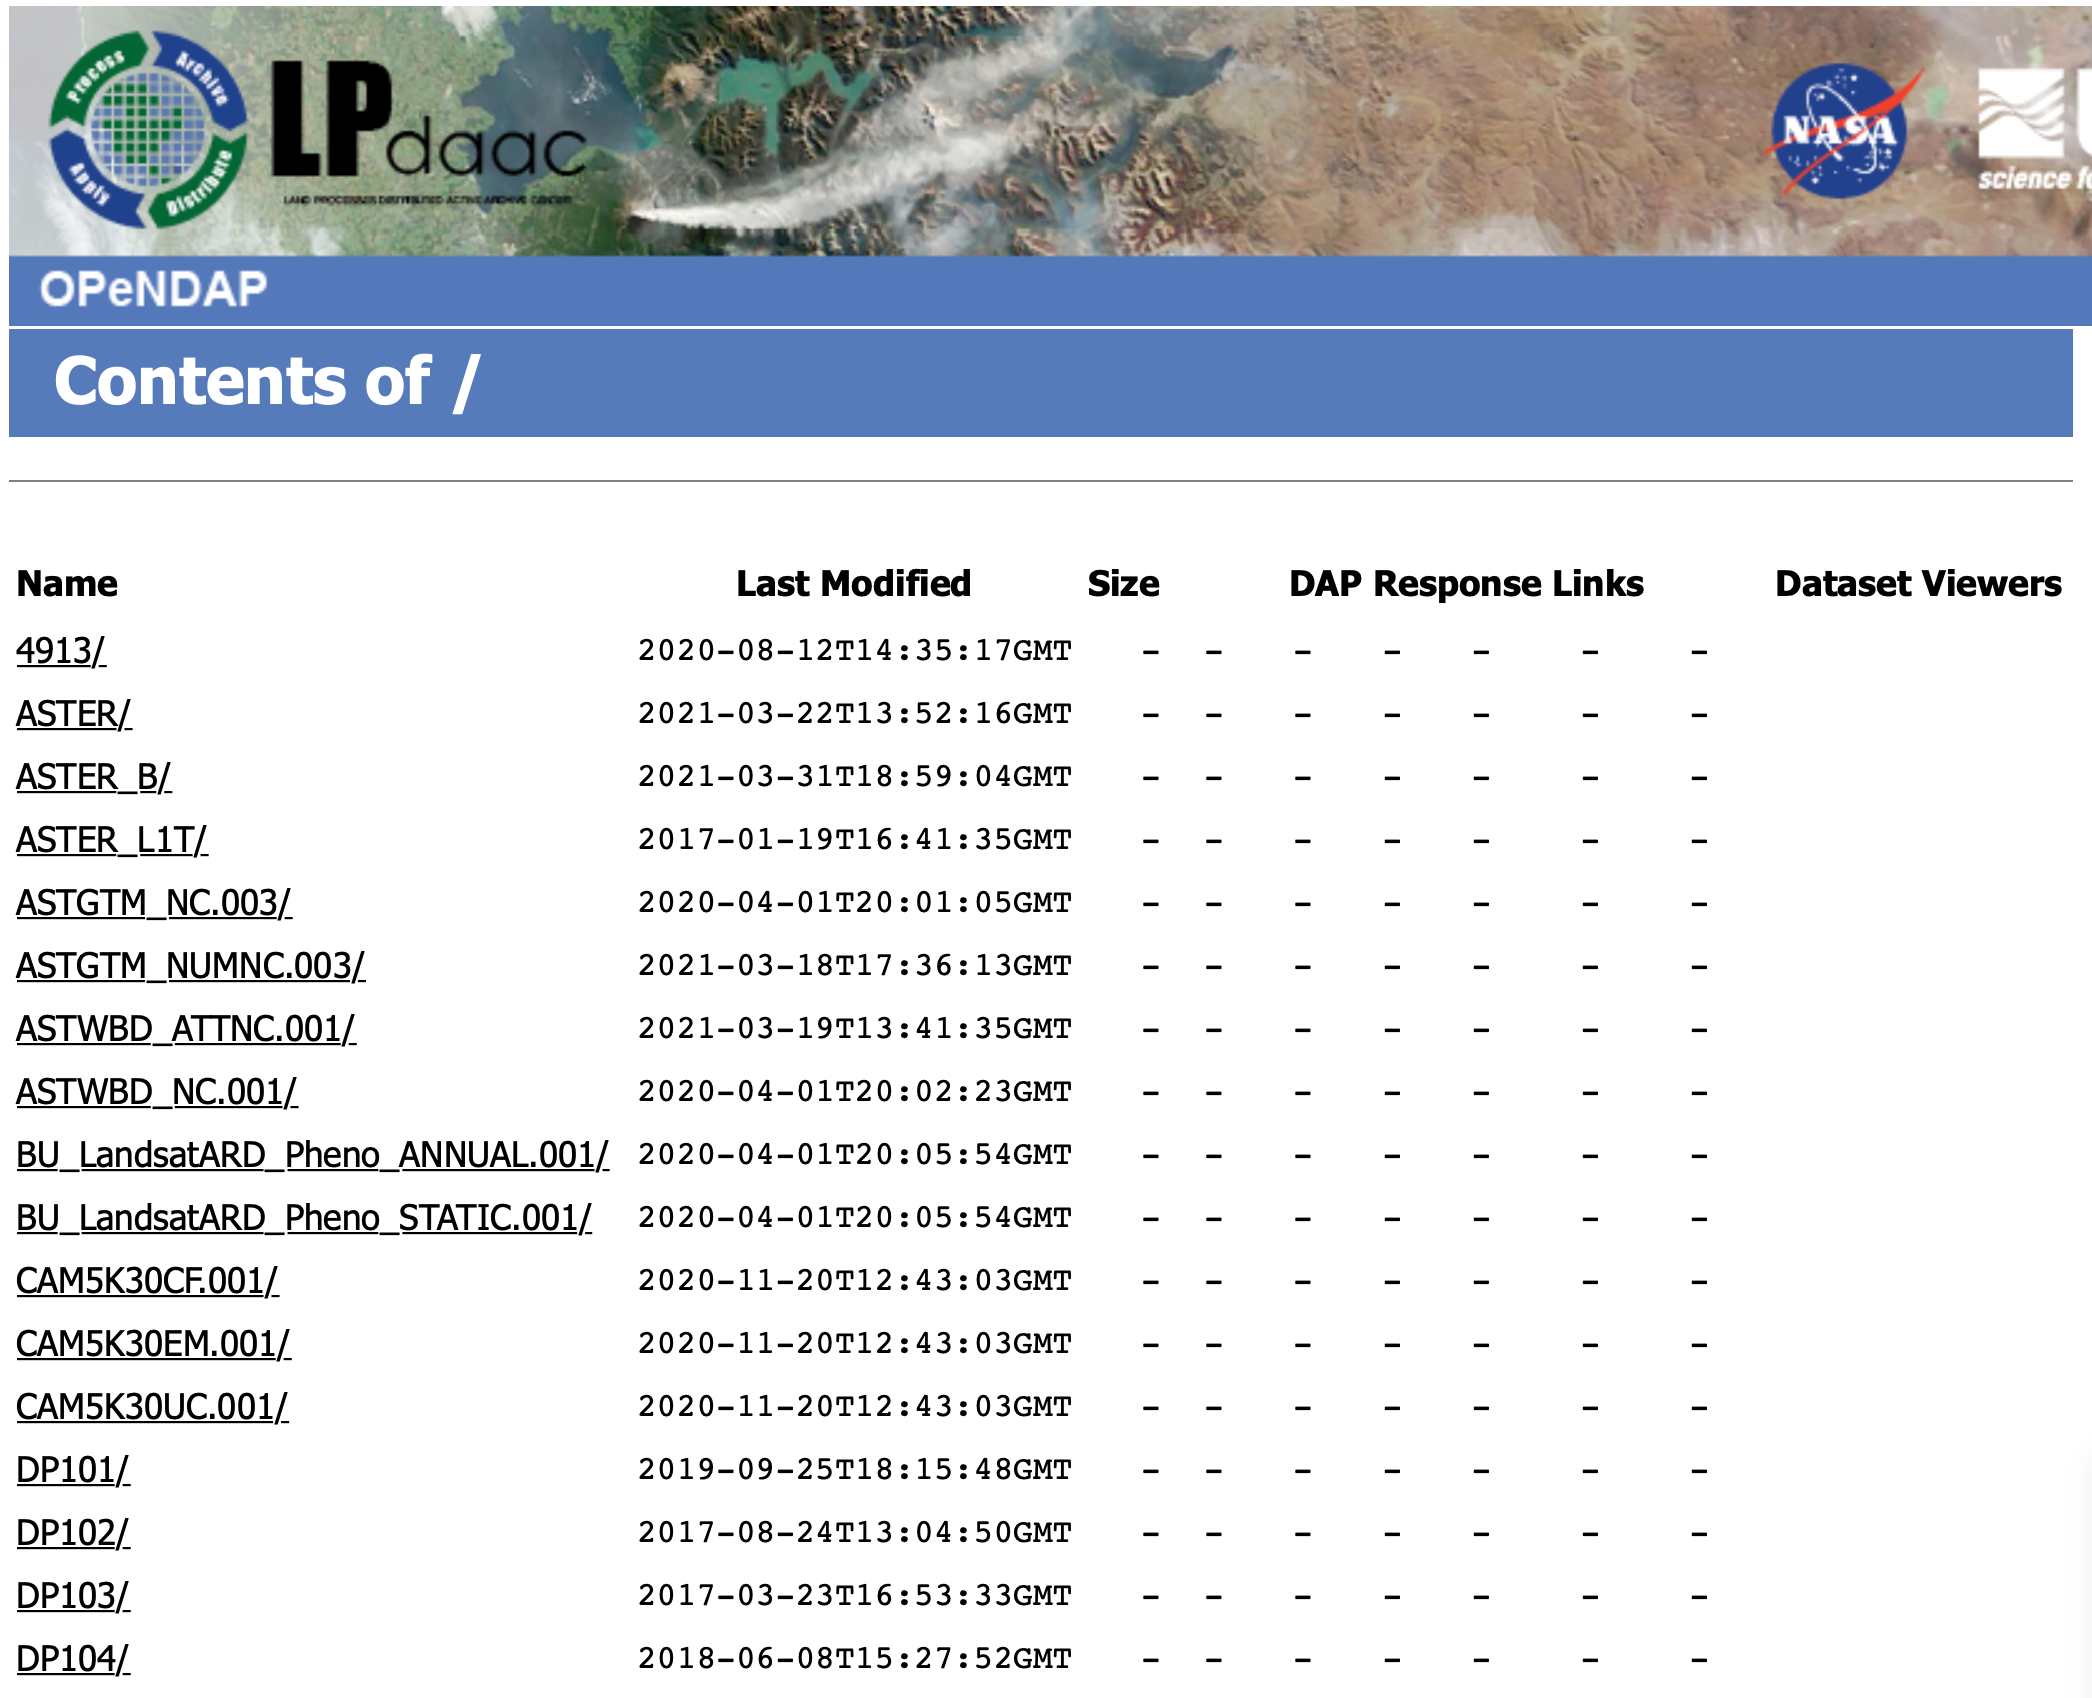 Process
Archive
Apply
Distribute
LPdaac
LAND PROCESSES DISTRIBUTED ACTIVE ARCHIVE CENTER
NASA
science
OPeNDAP
Contents of /
Name Last Modified Size DAP Response Links Dataset Viewers
4913/ 2020-08-12T14:35:17GMT - - - - - - -
ASTER/ 2021-03-22T13:52:16GMT - - - - - - -
ASTER_B/ 2021-03-31T18:59:04GMT - - - - - - -
ASTER_L1T/ 2017-01-19T16:41:35GMT - - - - - - -
ASTGTM_NC.003/ 2020-04-01T20:01:05GMT - - - - - - -
ASTGTM_NUMNC.003/ 2021-03-18T17:36:13GMT - - - - - - -
ASTWBD_ATTNC.001/ 2021-03-19T13:41:35GMT - - - - - - -
ASTWBD_NC.001/ 2020-04-01T20:02:23GMT - - - - - - -
BU_LandsatARD_Pheno_ANNUAL.001/ 2020-04-01T20:05:54GMT - - - - - - -
BU_LandsatARD_Pheno_STATIC.001/ 2020-04-01T20:05:54GMT - - - - - - -
CAM5K30CF.001/ 2020-11-20T12:43:03GMT - - - - - - -
CAM5K30EM.001/ 2020-11-20T12:43:03GMT - - - - - - -
CAM5K30UC.001/ 2020-11-20T12:43:03GMT - - - - - - -
DP101/ 2019-09-25T18:15:48GMT - - - - - - -
DP102/ 2017-08-24T13:04:50GMT - - - - - - -
DP103/ 2017-03-23T16:53:33GMT - - - - - - -
DP104/ 2018-06-08T15:27:52GMT - - - - - - -